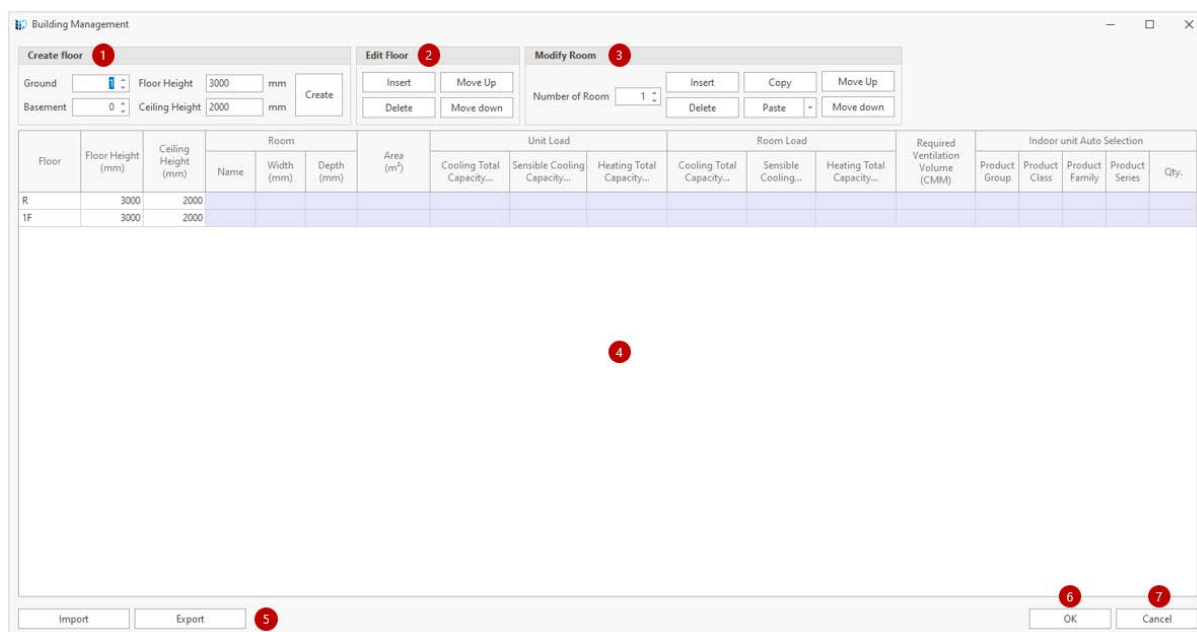 Building Management
Create floor 1
Edit Floor 2
Modify Room 3
Ground 1 Floor Height 3000 mm Create
Basement 0 Ceiling Height 2000 mm
Insert Move Up
Delete Move down
Number of Room 1
Insert Copy Move Up
Delete Paste Move down
Floor
Floor Height
(mm)
Ceiling
Height
(mm)
Room
Name
Width
(mm)
Depth
(mm)
Area
(m²)
Unit Load
Cooling Total
Capacity...
Sensible Cooling
Capacity...
Heating Total
Capacity...
Room Load
Cooling Total
Capacity...
Sensible
Cooling...
Heating Total
Capacity...
Required
Ventilation
Volume
(CMM)
Indoor unit Auto Selection
Product
Group
Product
Class
Product
Family
Product
Series
Qty.
R 3000 2000
1F 3000 2000
4
Import Export 5
6
7
OK Cancel